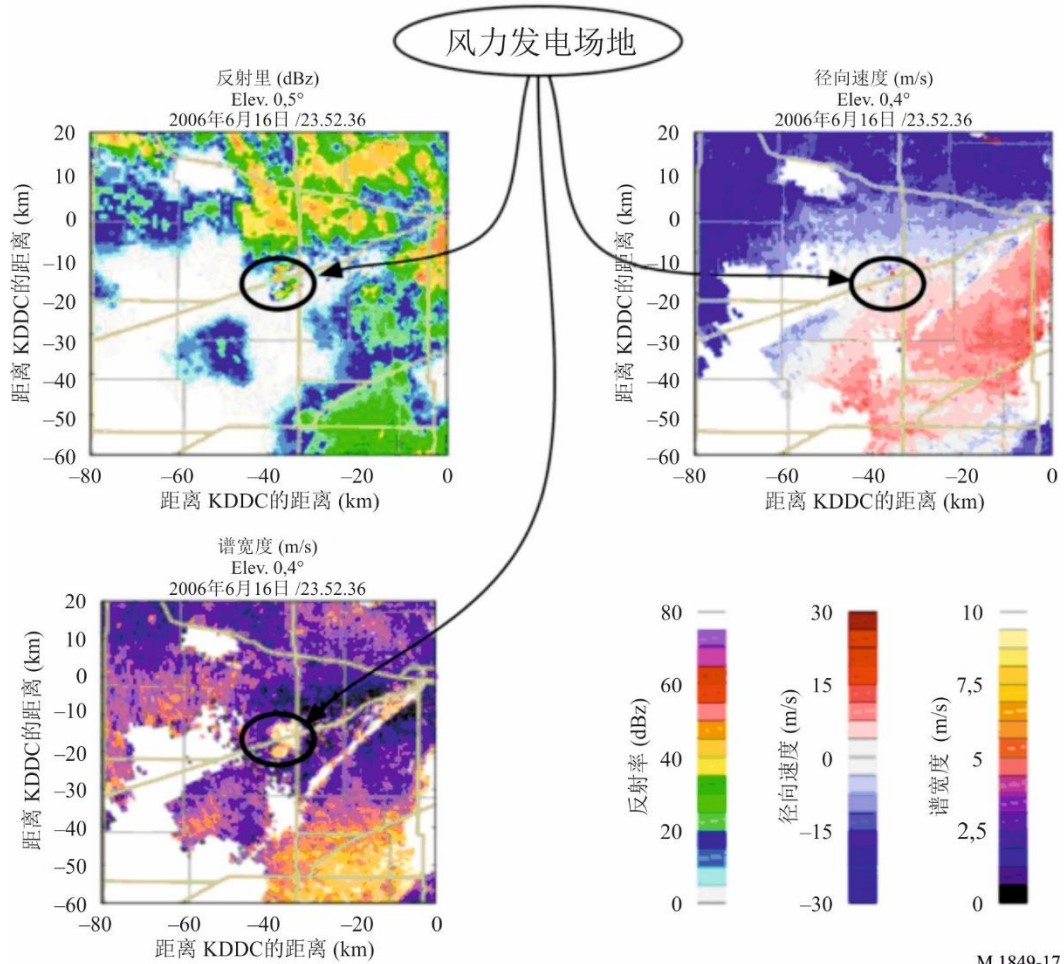 风力发电场地
反射里 (dBz)
Elev. 0,5°
2006年6月16日 /23.52.36
20
10
0
–10
–20
–30
–40
–50
–60
距离 KDDC的距离 (km)
–80
–60
–40
–20
0
距离 KDDC的距离 (km)
径向速度 (m/s)
Elev. 0,4°
2006年6月16日 /23.52.36
20
10
0
–10
–20
–30
–40
–50
–60
距离 KDDC的距离 (km)
–80
–60
–40
–20
0
距离 KDDC的距离 (km)
谱宽度 (m/s)
Elev. 0,4°
2006年6月16日 /23.52.36
20
10
0
–10
–20
–30
–40
–50
–60
距离 KDDC的距离 (km)
–80
–60
–40
–20
0
距离 KDDC的距离 (km)
80
60
40
20
0
反射率 (dBz)
30
15
0
–15
–30
径向速度 (m/s)
10
7,5
5
2,5
0
谱宽度 (m/s)
M.1849-17